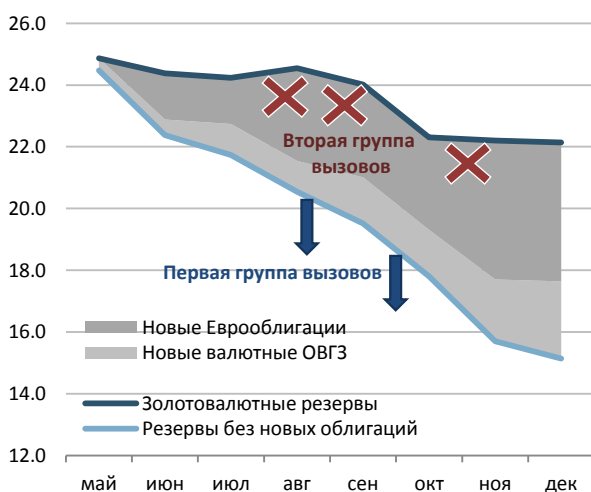 26.0
24.0
22.0
20.0
18.0
16.0
14.0
12.0
Вторая группа
вызовов
Первая группа вызовов
Новые Еврооблигации
Новые валютные ОВГЗ
Золотовалютные резервы
Резервы без новых облигаций
май июн июл авг сен окт ноя дек